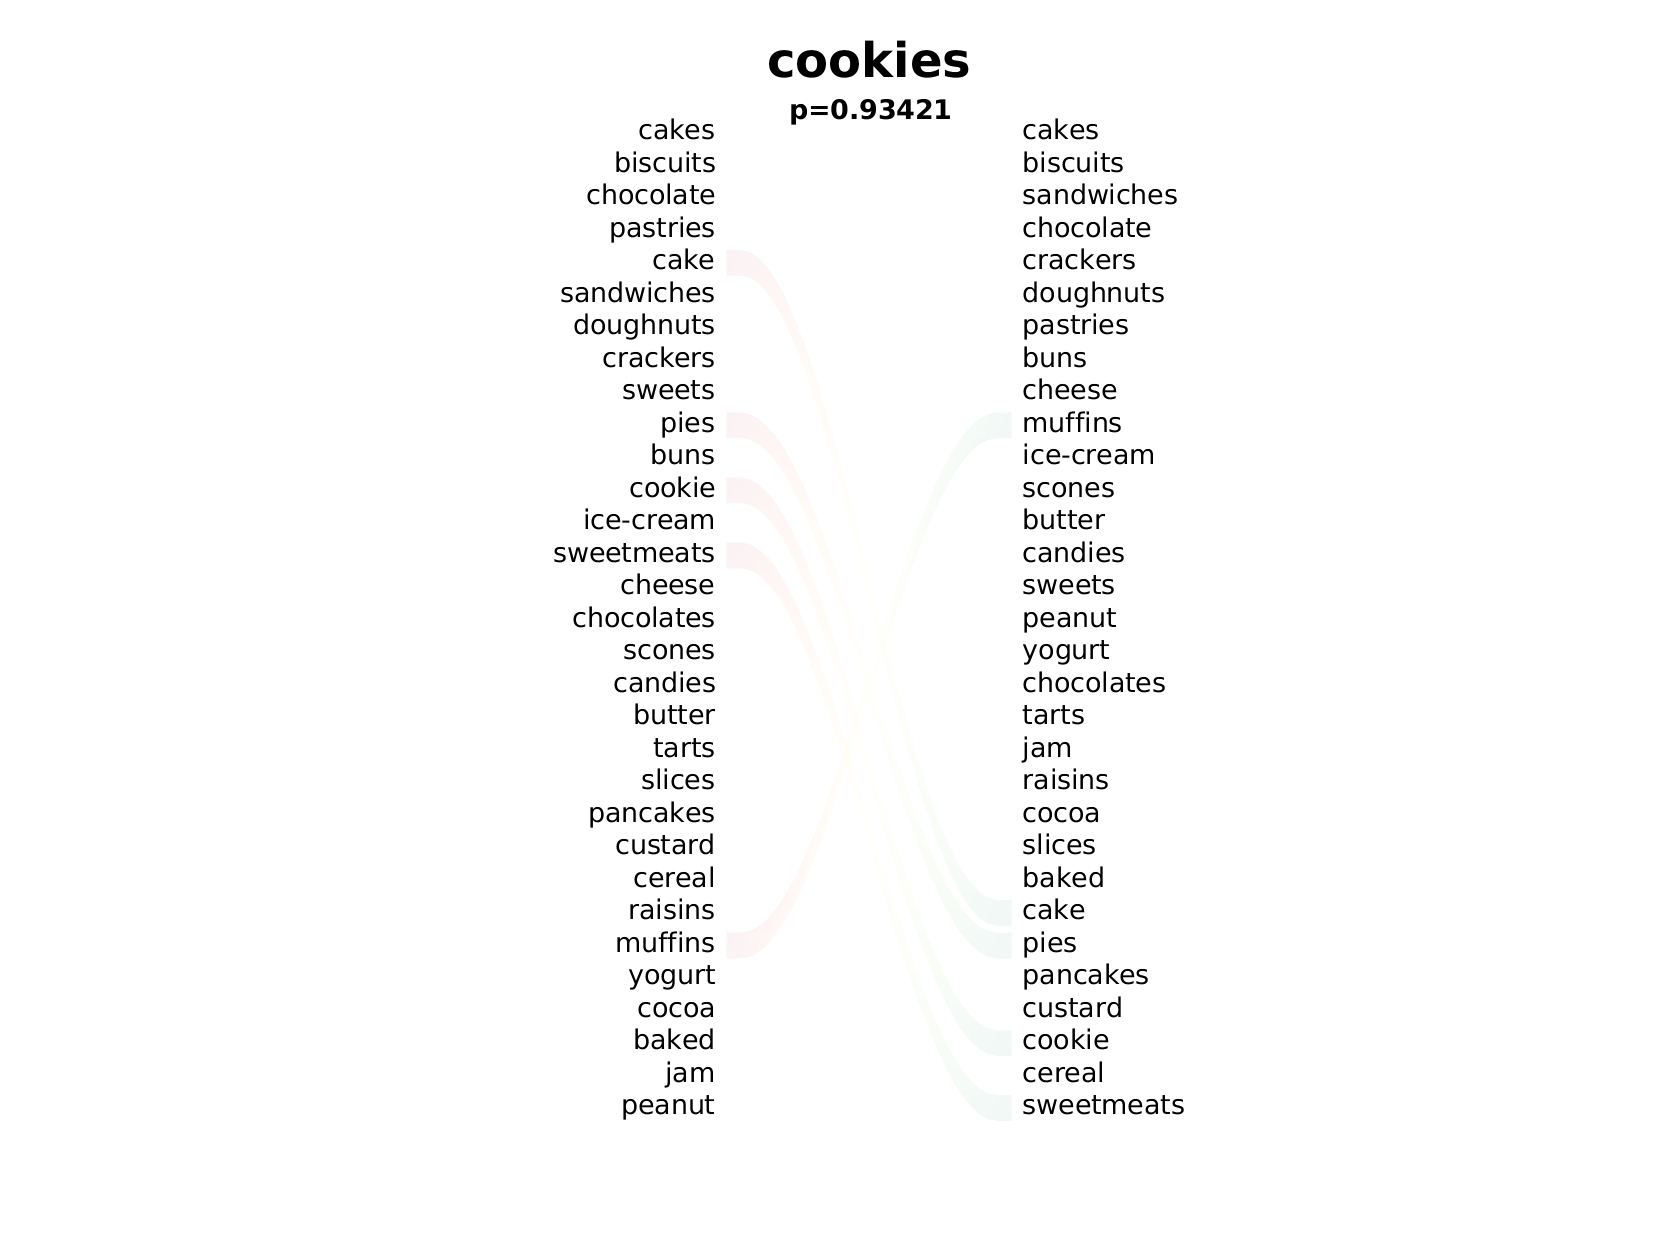 cookies
p=0.93421
cakes cakes
biscuits biscuits
chocolate sandwiches
pastries chocolate
cake crackers
sandwiches doughnuts
doughnuts pastries
crackers buns
sweets cheese
pies muffins
buns ice-cream
cookie scones
ice-cream butter
sweetmeats candies
cheese sweets
chocolates peanut
scones yogurt
candies chocolates
butter tarts
tarts jam
slices raisins
pancakes cocoa
custard slices
cereal baked
raisins cake
muffins pies
yogurt pancakes
cocoa custard
baked cookie
jam cereal
peanut sweetmeats